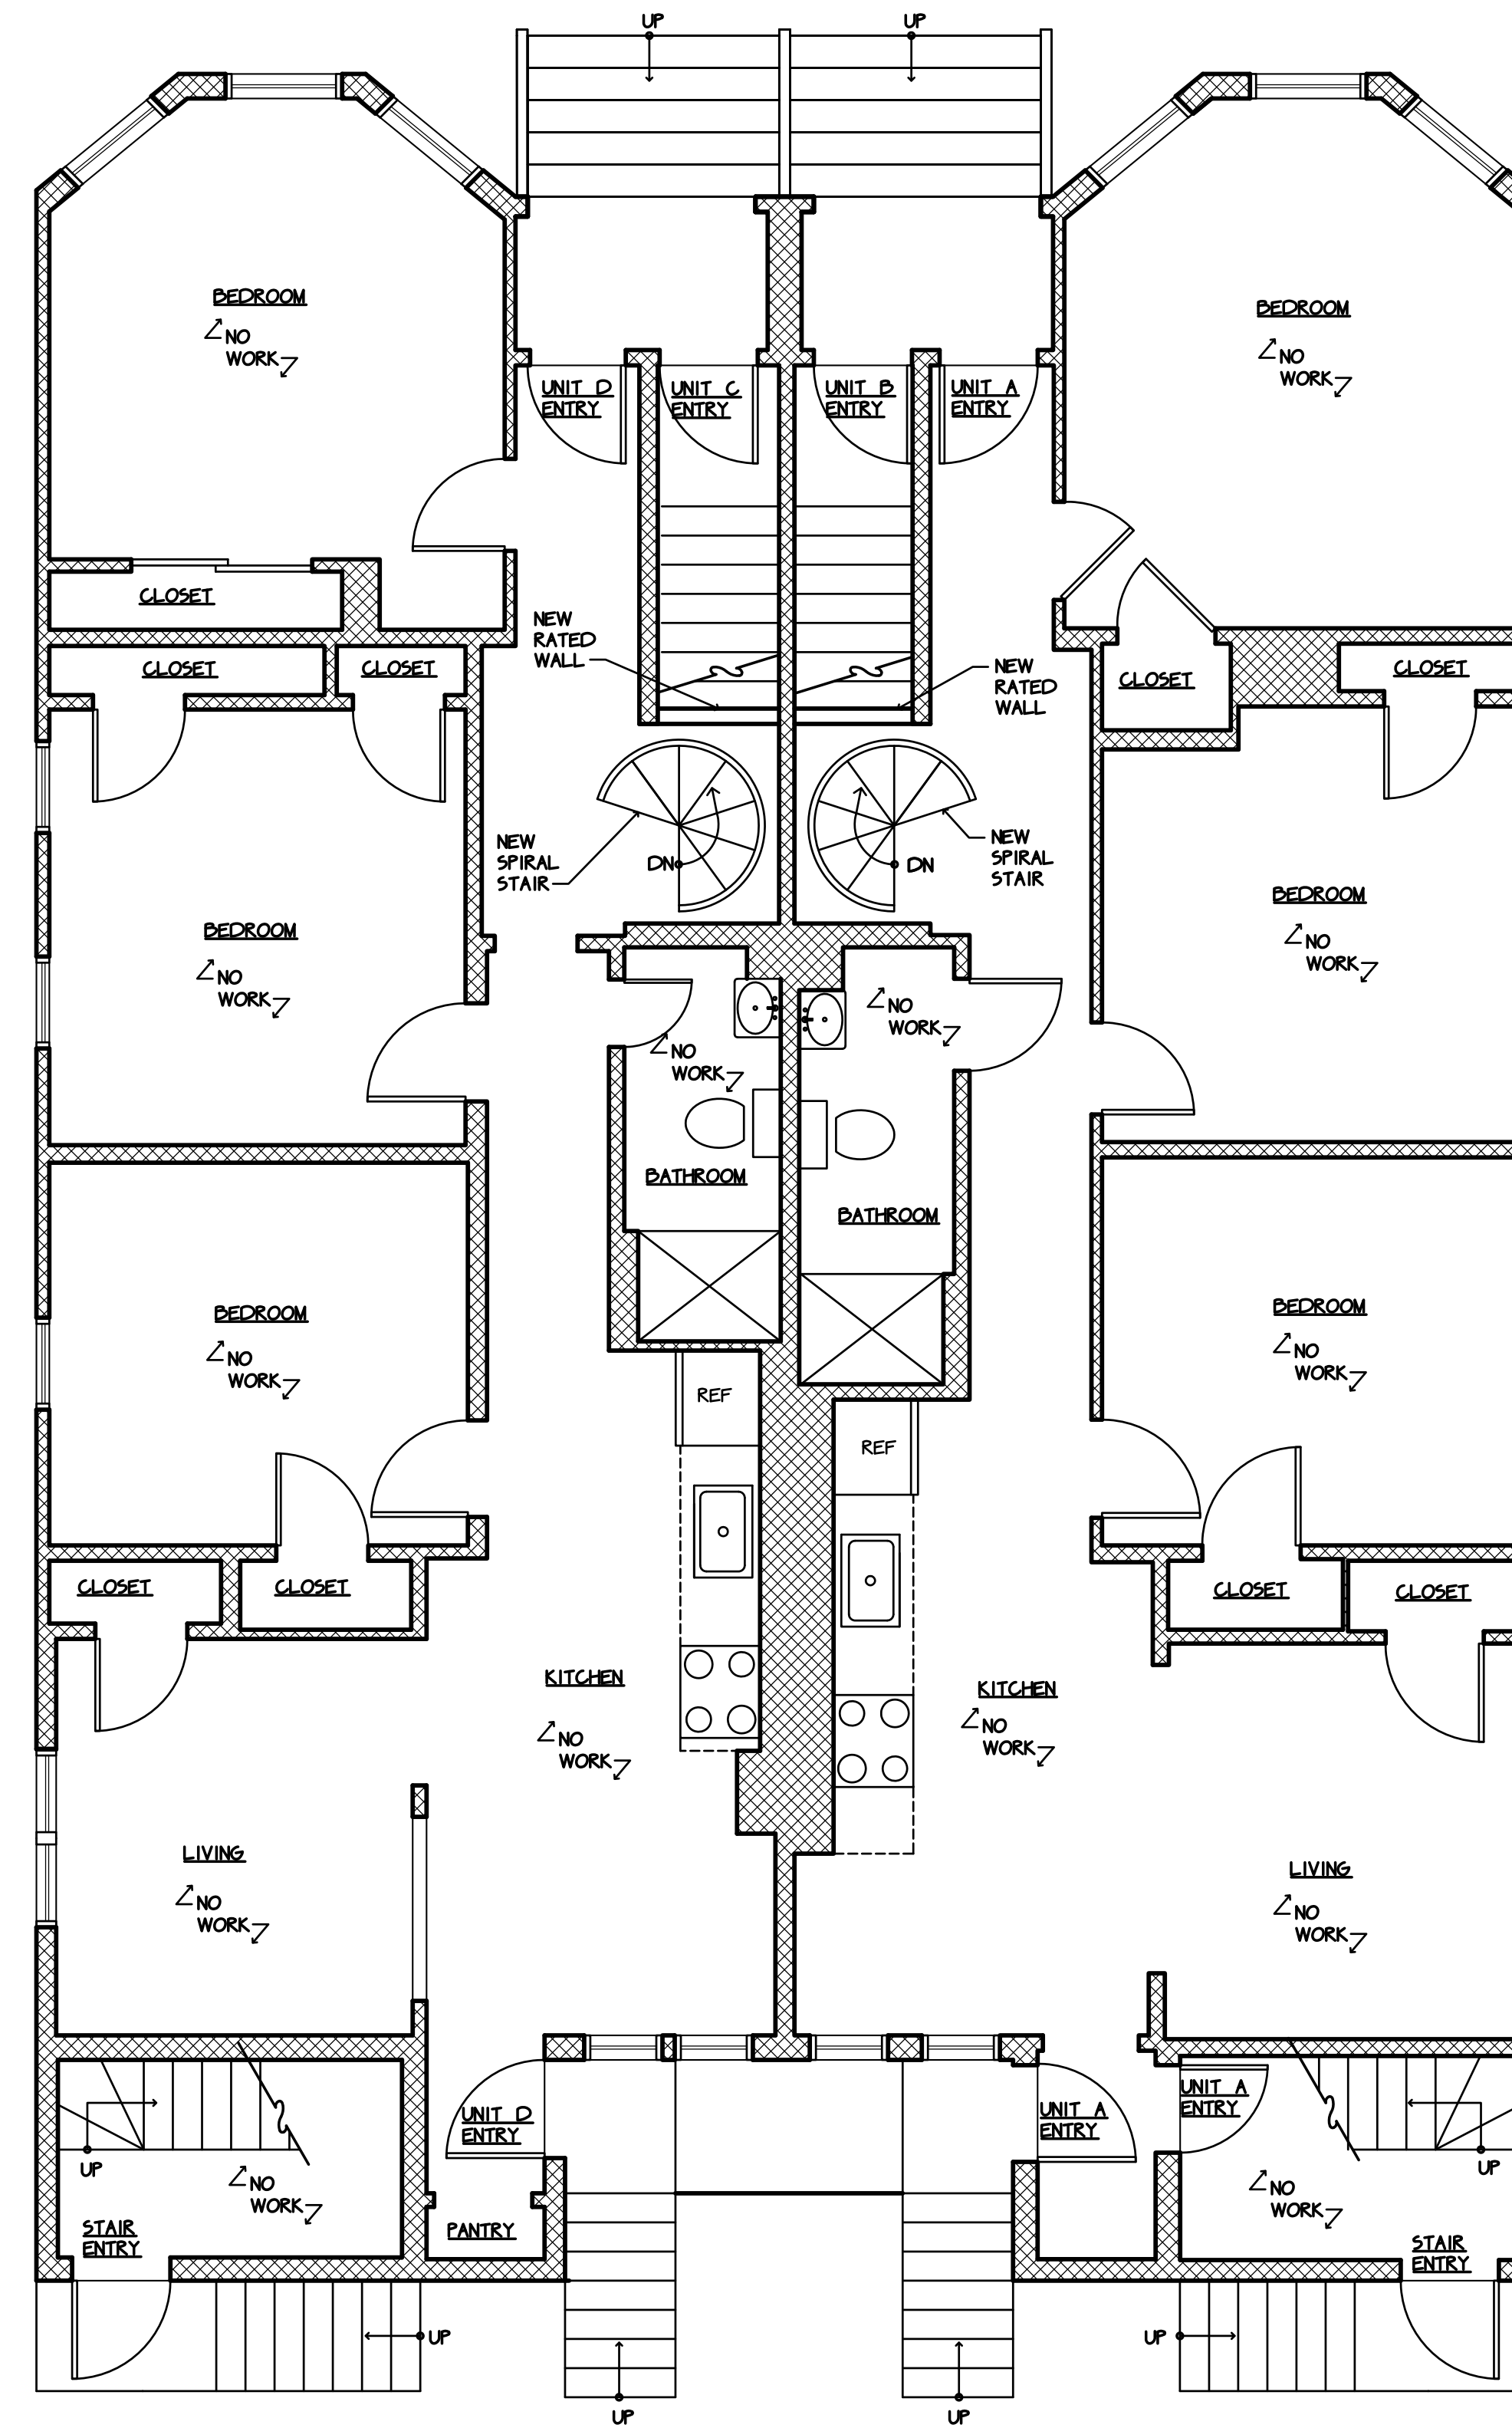 UP
UP
BEDROOM
NO
WORK
BEDROOM
NO
WORK
UNIT D
ENTRY
UNIT C
ENTRY
UNIT B
ENTRY
UNIT A
ENTRY
CLOSET
NEW
RATED
WALL
CLOSET
CLOSET
NEW
RATED
WALL
CLOSET
CLOSET
NEW
SPIRAL
STAIR
DN
DN
NEW
SPIRAL
STAIR
BEDROOM
NO
WORK
BEDROOM
NO
WORK
NO
WORK
NO
WORK
BATHROOM
BATHROOM
BEDROOM
NO
WORK
BEDROOM
NO
WORK
REF
REF
CLOSET
CLOSET
CLOSET
CLOSET
KITCHEN
NO
WORK
KITCHEN
NO
WORK
LIVING
NO
WORK
LIVING
NO
WORK
UNIT D
ENTRY
UNIT A
ENTRY
UNIT A
ENTRY
UP
NO
WORK
UP
NO
WORK
STAIR
ENTRY
PANTRY
STAIR
ENTRY
UP
UP
UP
UP